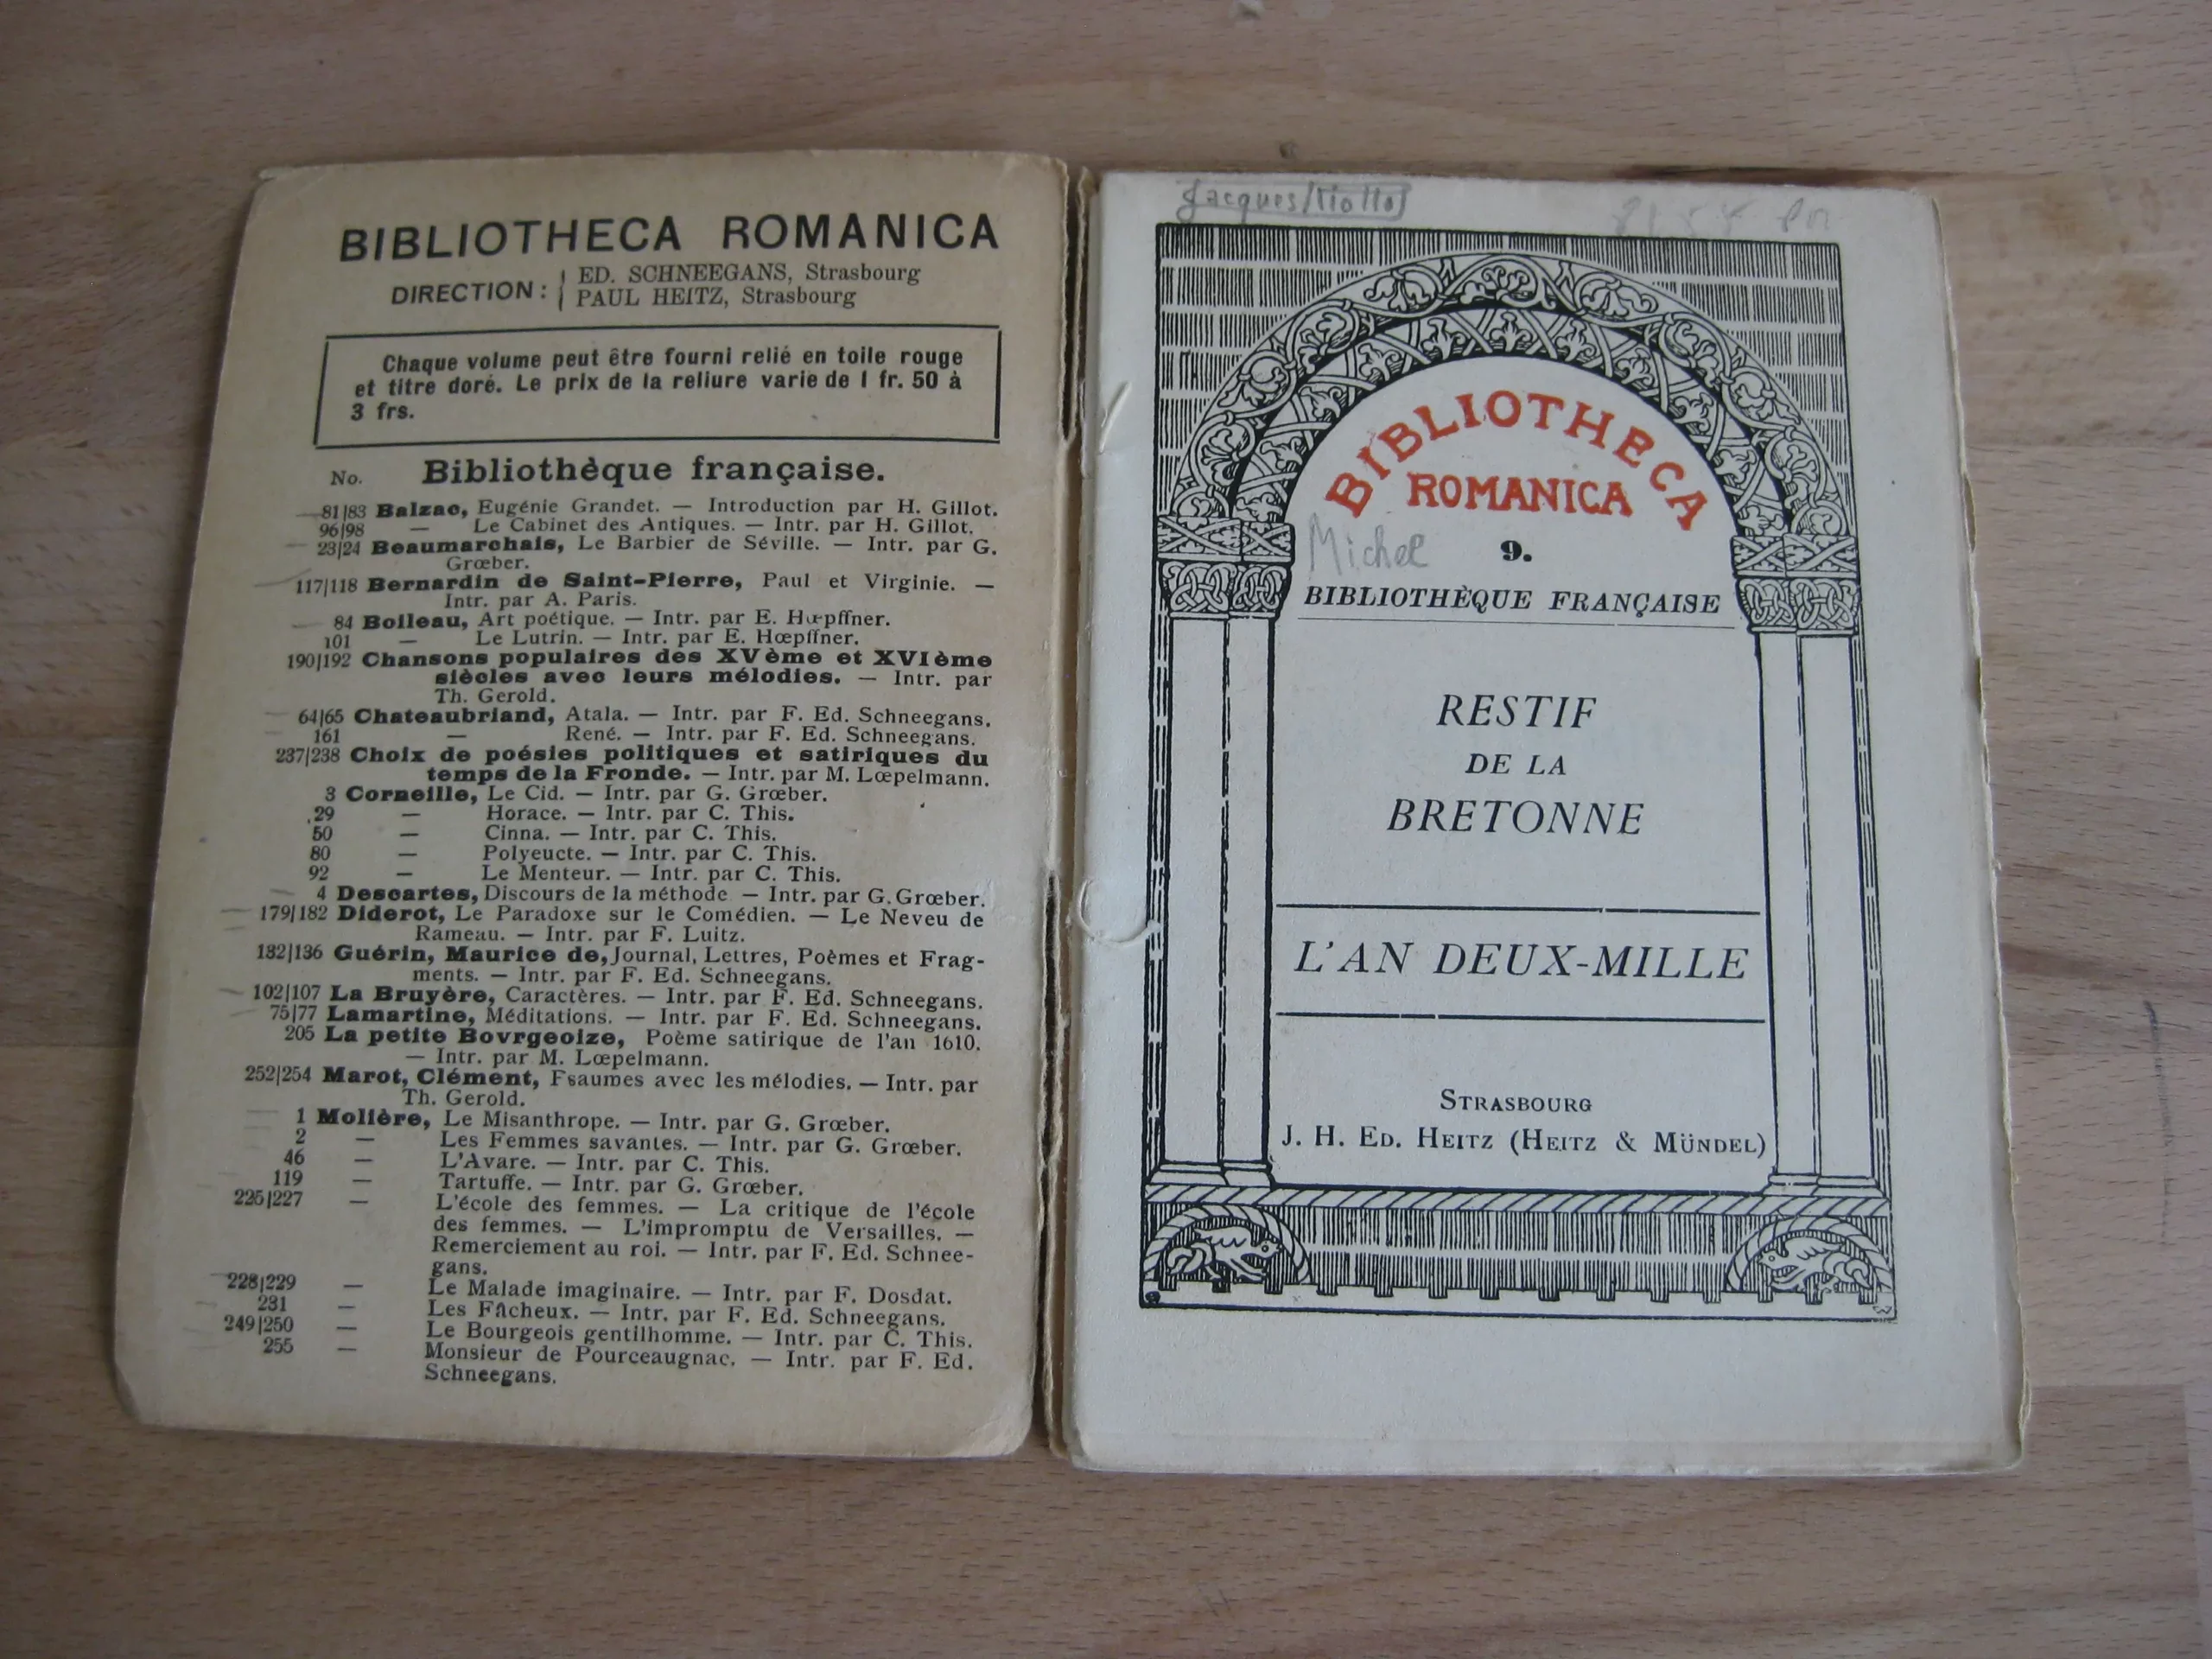 BIBLIOTHECA ROMANICA
DIRECTION: ED. SCHNEEGANS, Strasbourg
PAUL HEITZ, Strasbourg
Chaque volume peut être fourni relié en toile rouge
et titre doré. Le prix de la reliure varie de 1 fr. 50 à
3 frs.
No. Bibliothèque française.
81|83 Balzac, Eugénie Grandet. — Introduction par H. Gillot.
96|98 — Le Cabinet des Antiques. — Intr. par H. Gillot.
23|24 Beaumarchais, Le Barbier de Séville. — Intr. par G.
Grœber.
117|118 Bernardin de Saint-Pierre, Paul et Virginie. —
Intr. par A. Paris.
84 Boileau, Art poétique. — Intr. par E. Hœpffner.
101 — Le Lutrin. — Intr. par E. Hœpffner.
190|192 Chansons populaires des XVème et XVIème
siècles avec leurs mélodies. — Intr. par
Th. Gerold.
64|65 Chateaubriand, Atala. — Intr. par F. Ed. Schneegans.
161 — René. — Intr. par F. Ed. Schneegans.
237|238 Choix de poésies politiques et satiriques du
temps de la Fronde. — Intr. par M. Lœpelmann.
3 Corneille, Le Cid. — Intr. par G. Grœber.
29 — Horace. — Intr. par C. This.
50 — Cinna. — Intr. par C. This.
80 — Polyeucte. — Intr. par C. This.
92 — Le Menteur. — Intr. par C. This.
4 Descartes, Discours de la méthode — Intr. par G. Grœber.
179|182 Diderot, Le Paradoxe sur le Comédien. — Le Neveu de
Rameau. — Intr. par F. Luitz.
132|136 Guérin, Maurice de, Journal, Lettres, Poèmes et Frag-
ments. — Intr. par F. Ed. Schneegans.
102|107 La Bruyère, Caractères. — Intr. par F. Ed. Schneegans.
75|77 Lamartine, Méditations. — Intr. par F. Ed. Schneegans.
205 La petite Bovrgeoize, Poème satirique de l'an 1610.
— Intr. par M. Lœpelmann.
252|254 Marot, Clément, Psaumes avec les mélodies. — Intr. par
Th. Gerold.
1 Molière, Le Misanthrope. — Intr. par G. Grœber.
2 — Les Femmes savantes. — Intr. par G. Grœber.
46 — L'Avare. — Intr. par C. This.
119 — Tartuffe. — Intr. par G. Grœber.
225|227 — L'école des femmes. — La critique de l'école
des femmes. — L'impromptu de Versailles. —
Remerciement au roi. — Intr. par F. Ed. Schnee-
gans.
228|229 — Le Malade imaginaire. — Intr. par F. Dosdat.
231 — Les Fâcheux. — Intr. par F. Ed. Schneegans.
249|250 — Le Bourgeois gentilhomme. — Intr. par C. This.
255 — Monsieur de Pourceaugnac. — Intr. par F. Ed.
Schneegans.
Jacques
BIBLIOTHECA
ROMANICA
Michel
9.
BIBLIOTHÈQUE FRANÇAISE
RESTIF
DE LA
BRETONNE
L'AN DEUX-MILLE
STRASBOURG
J. H. ED. HEITZ (HEITZ & MÜNDEL)